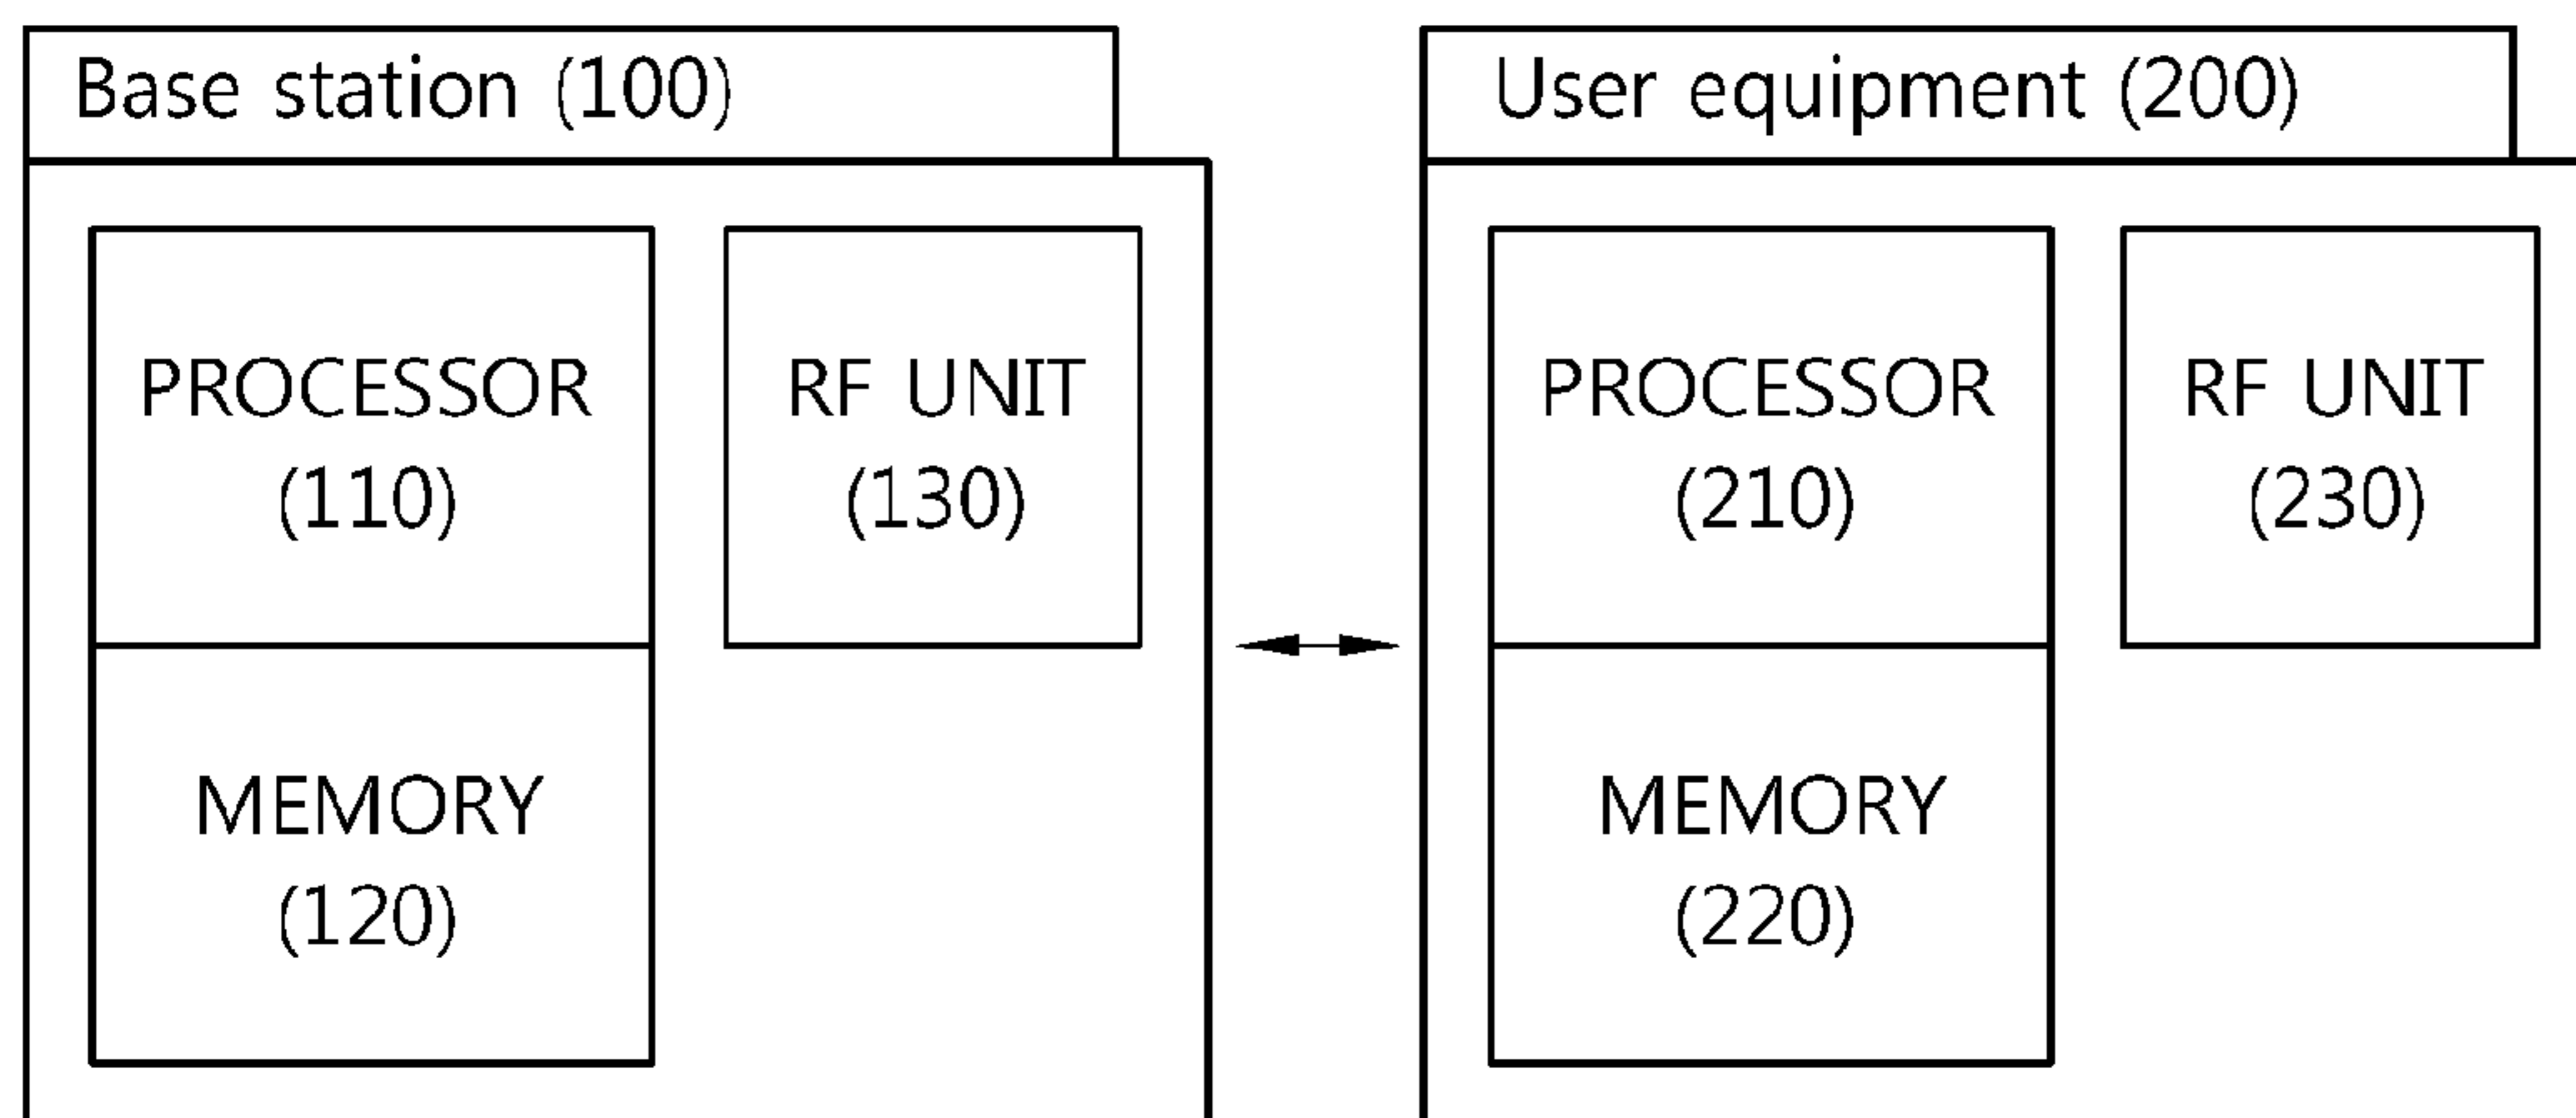 Base station (100)
PROCESSOR
(110)
RF UNIT
(130)
MEMORY
(120)
User equipment (200)
PROCESSOR
(210)
RF UNIT
(230)
MEMORY
(220)